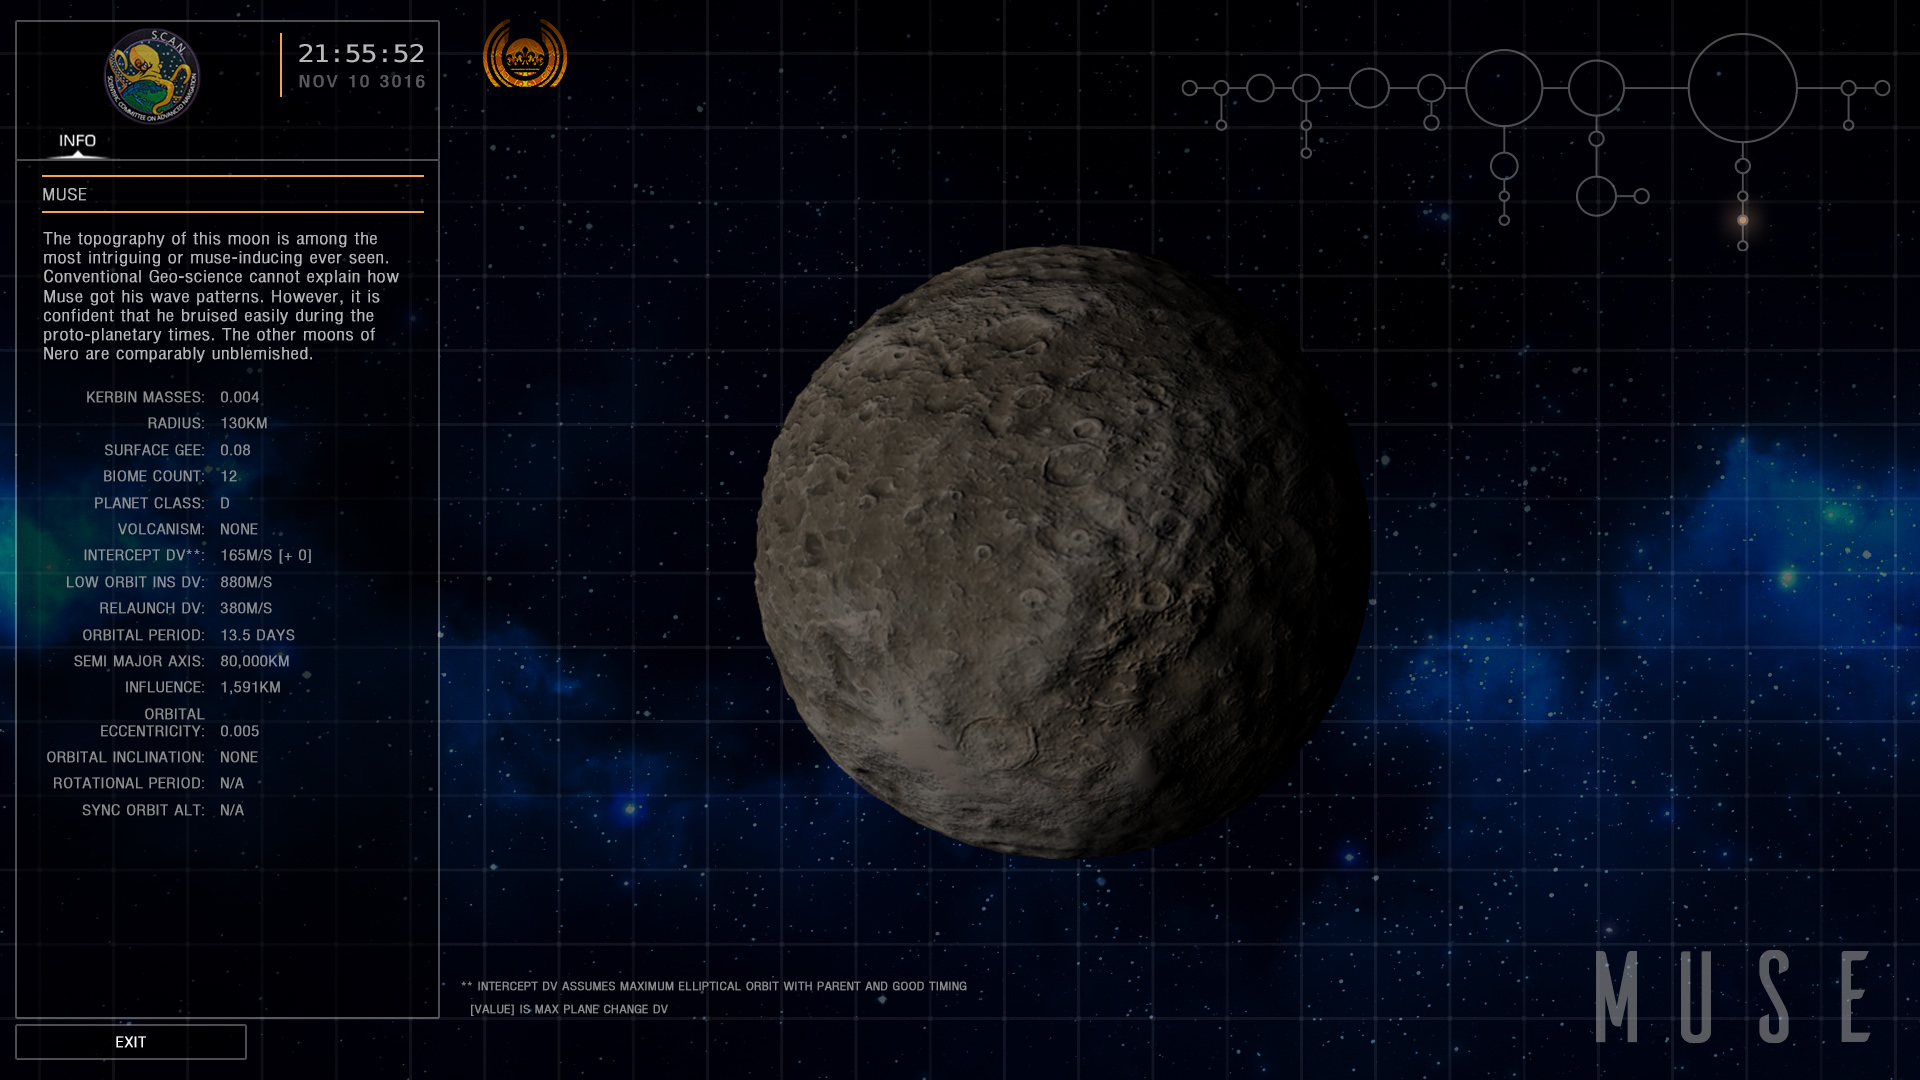 S.C.A.N.
SCIENTIFIC COMMITTEE ON ADVANCED NAVIGATION
21:55:52
NOV 10 3016
INFO
MUSE
The topography of this moon is among the
most intriguing or muse-inducing ever seen.
Conventional Geo-science cannot explain how
Muse got his wave patterns. However, it is
confident that he bruised easily during the
proto-planetary times. The other moons of
Nero are comparably unblemished.
KERBIN MASSES: 0.004
RADIUS: 130KM
SURFACE GEE: 0.08
BIOME COUNT: 12
PLANET CLASS: D
VOLCANISM: NONE
INTERCEPT DV**: 165M/S [+ 0]
LOW ORBIT INS DV: 880M/S
RELAUNCH DV: 380M/S
ORBITAL PERIOD: 13.5 DAYS
SEMI MAJOR AXIS: 80,000KM
INFLUENCE: 1,591KM
ORBITAL
ECCENTRICITY: 0.005
ORBITAL INCLINATION: NONE
ROTATIONAL PERIOD: N/A
SYNC ORBIT ALT: N/A
** INTERCEPT DV ASSUMES MAXIMUM ELLIPTICAL ORBIT WITH PARENT AND GOOD TIMING
[VALUE] IS MAX PLANE CHANGE DV
MUSE
EXIT